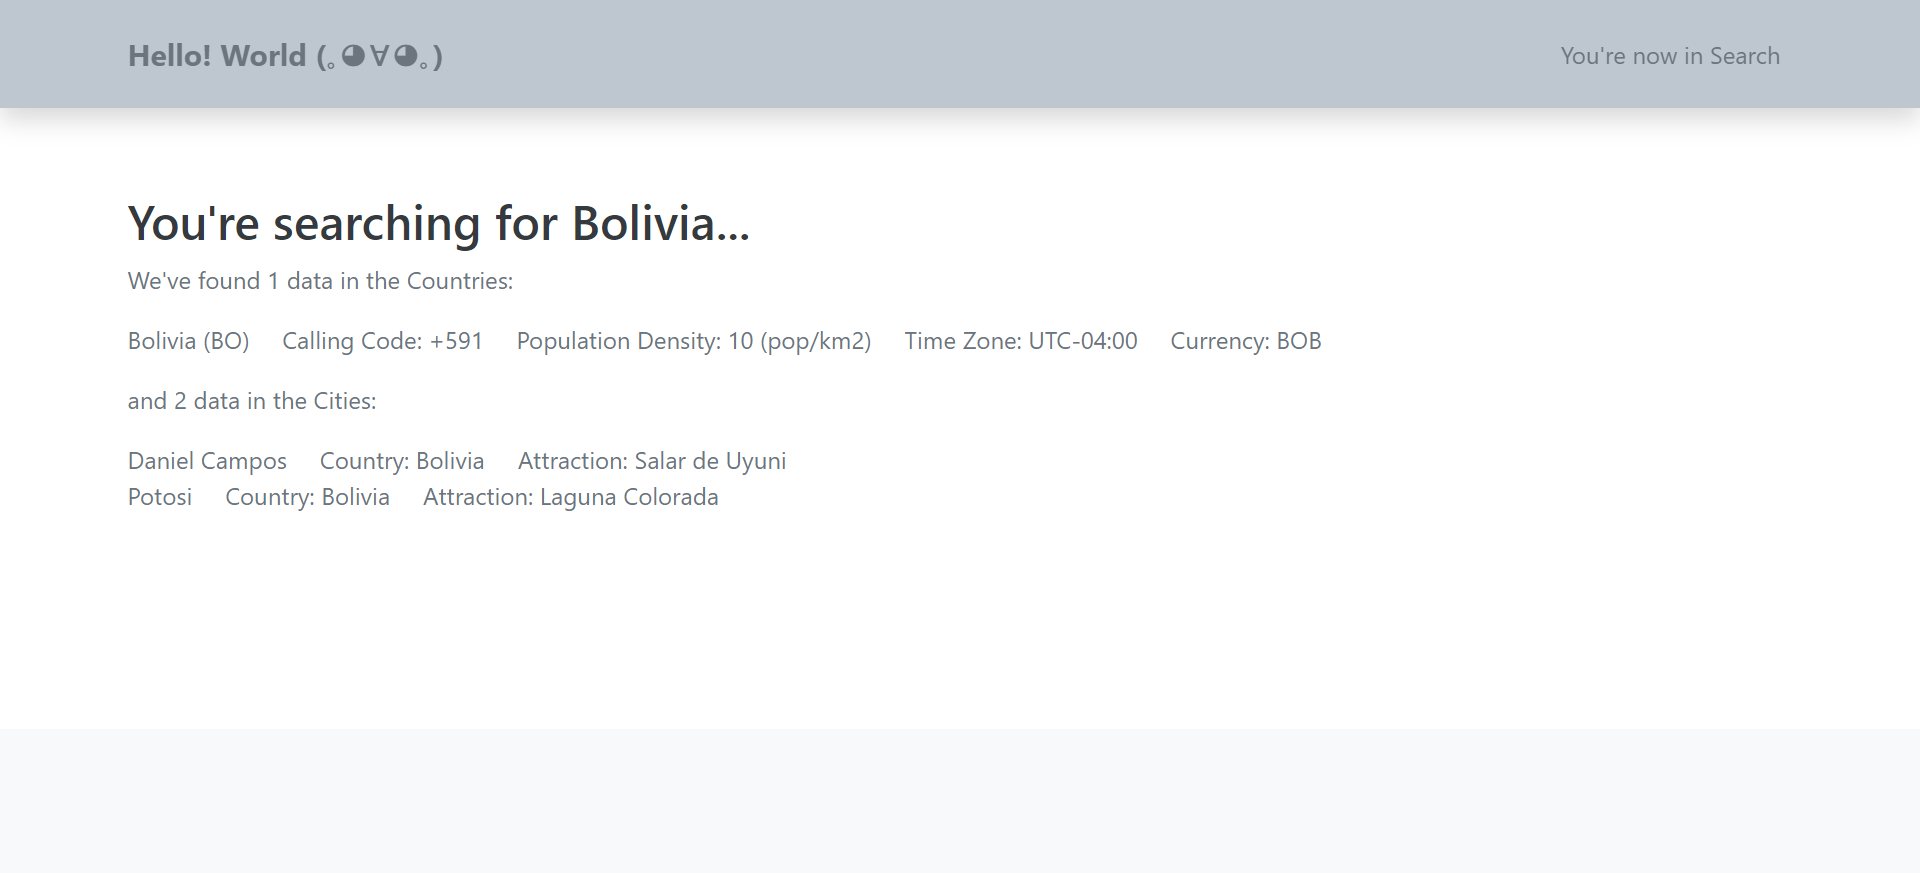 Hello! World (｡◕∀◕｡)
You're now in Search
You're searching for Bolivia...
We've found 1 data in the Countries:
Bolivia (BO) Calling Code: +591 Population Density: 10 (pop/km2) Time Zone: UTC-04:00 Currency: BOB
and 2 data in the Cities:
Daniel Campos Country: Bolivia Attraction: Salar de Uyuni
Potosi Country: Bolivia Attraction: Laguna Colorada